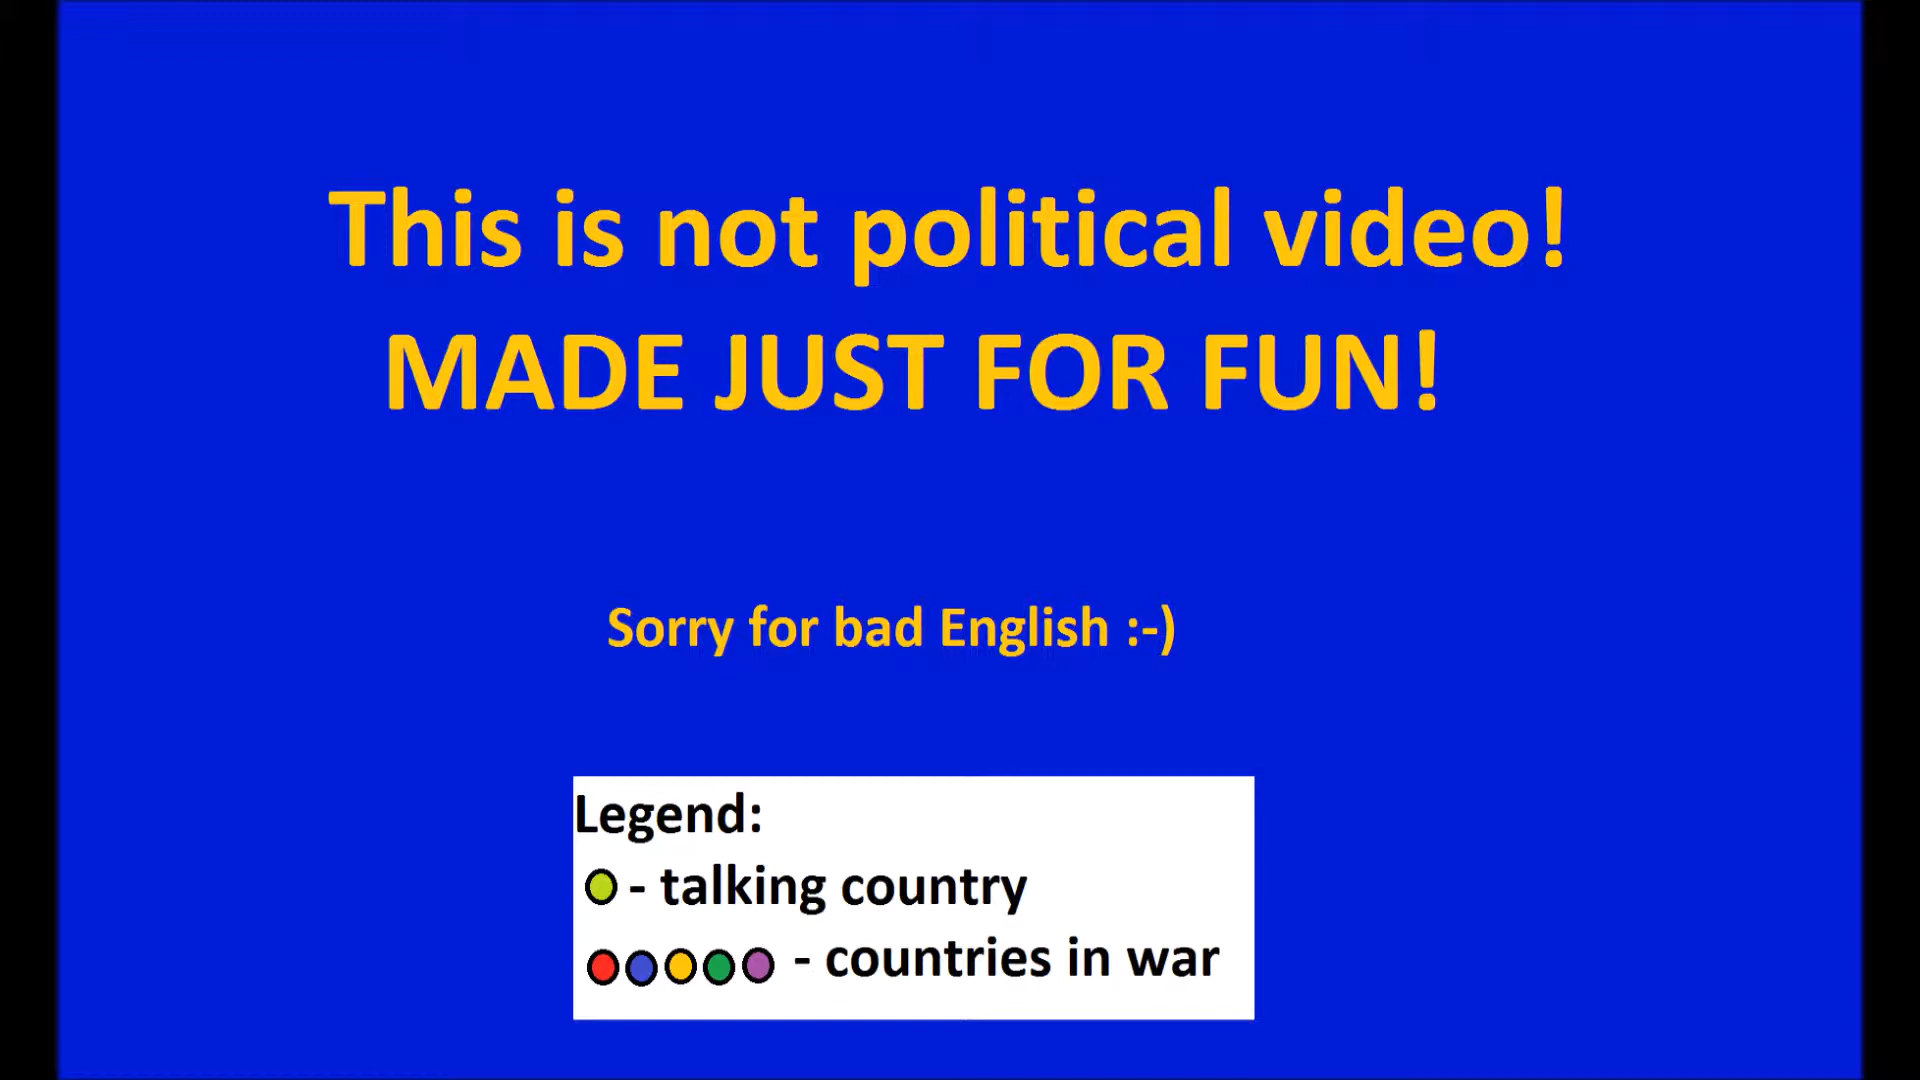 This is not political video!
MADE JUST FOR FUN!
Sorry for bad English :-)
Legend:
- talking country
- countries in war